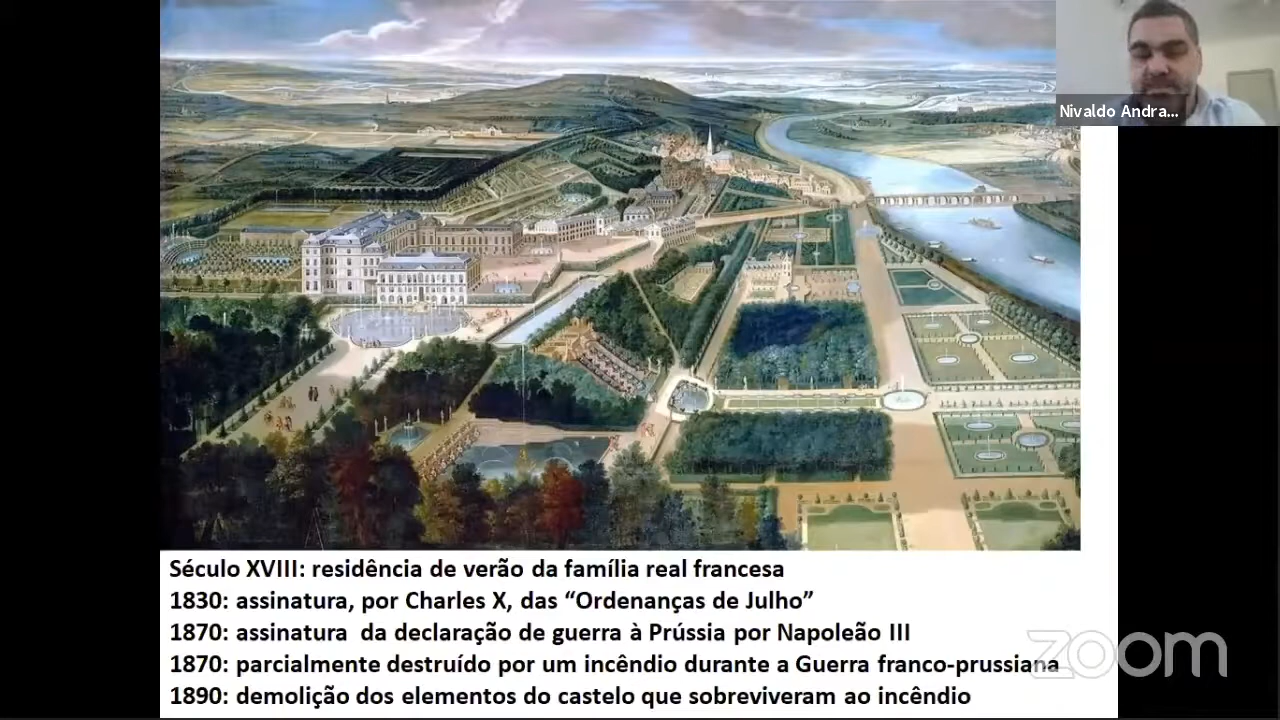 Nivaldo Andra...
Século XVIII: residência de verão da família real francesa
1830: assinatura, por Charles X, das “Ordenanças de Julho”
1870: assinatura  da declaração de guerra à Prússia por Napoleão III
1870: parcialmente destruído por um incêndio durante a Guerra franco-prussiana
1890: demolição dos elementos do castelo que sobreviveram ao incêndio
zoom